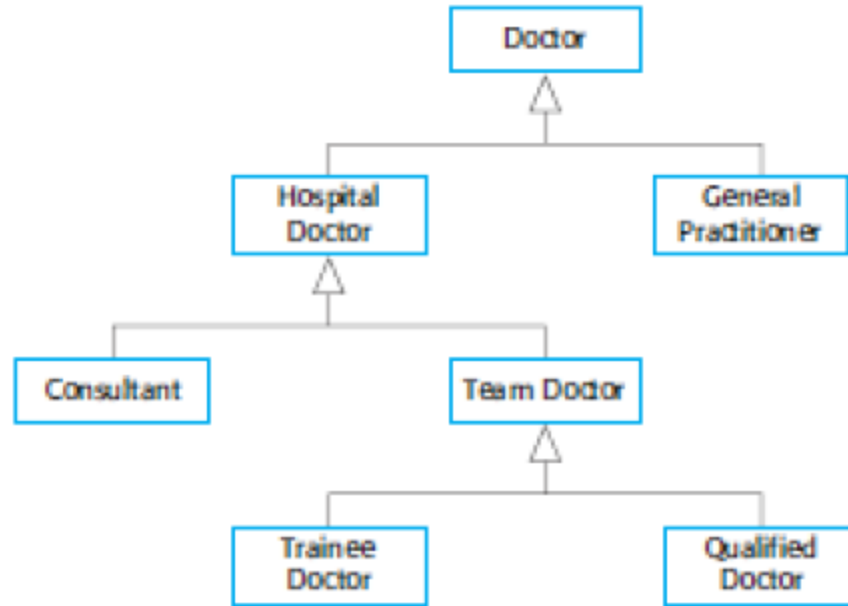 Doctor
Hospital
Doctor
General
Practitioner
Consultant
Team Doctor
Trainee
Doctor
Qualified
Doctor